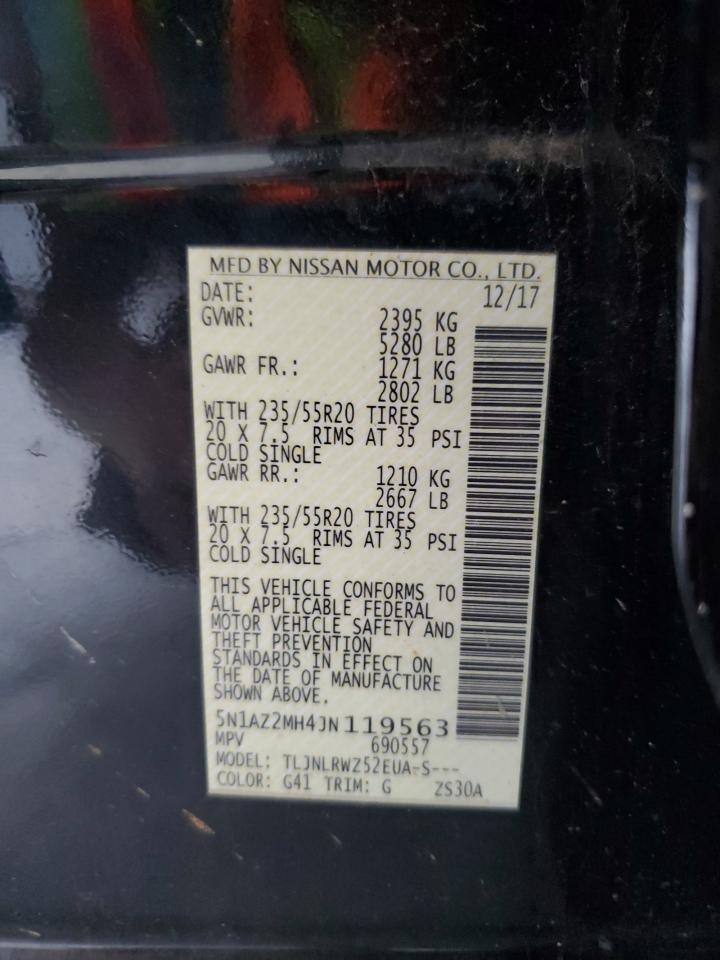 MFD BY NISSAN MOTOR CO., LTD.
DATE: 12/17
GVWR: 2395 KG
5280 LB
GAWR FR.: 1271 KG
2802 LB
WITH 235/55R20 TIRES
20 X 7.5 RIMS AT 35 PSI
COLD SINGLE
GAWR RR.: 1210 KG
2667 LB
WITH 235/55R20 TIRES
20 X 7.5 RIMS AT 35 PSI
COLD SINGLE
THIS VEHICLE CONFORMS TO
ALL APPLICABLE FEDERAL
MOTOR VEHICLE SAFETY AND
THEFT PREVENTION
STANDARDS IN EFFECT ON
THE DATE OF MANUFACTURE
SHOWN ABOVE.
5N1AZ2MH4JN119563
MPV 690557
MODEL: TLJNLRWZ52EUA-S---
COLOR: G41 TRIM: G ZS30A